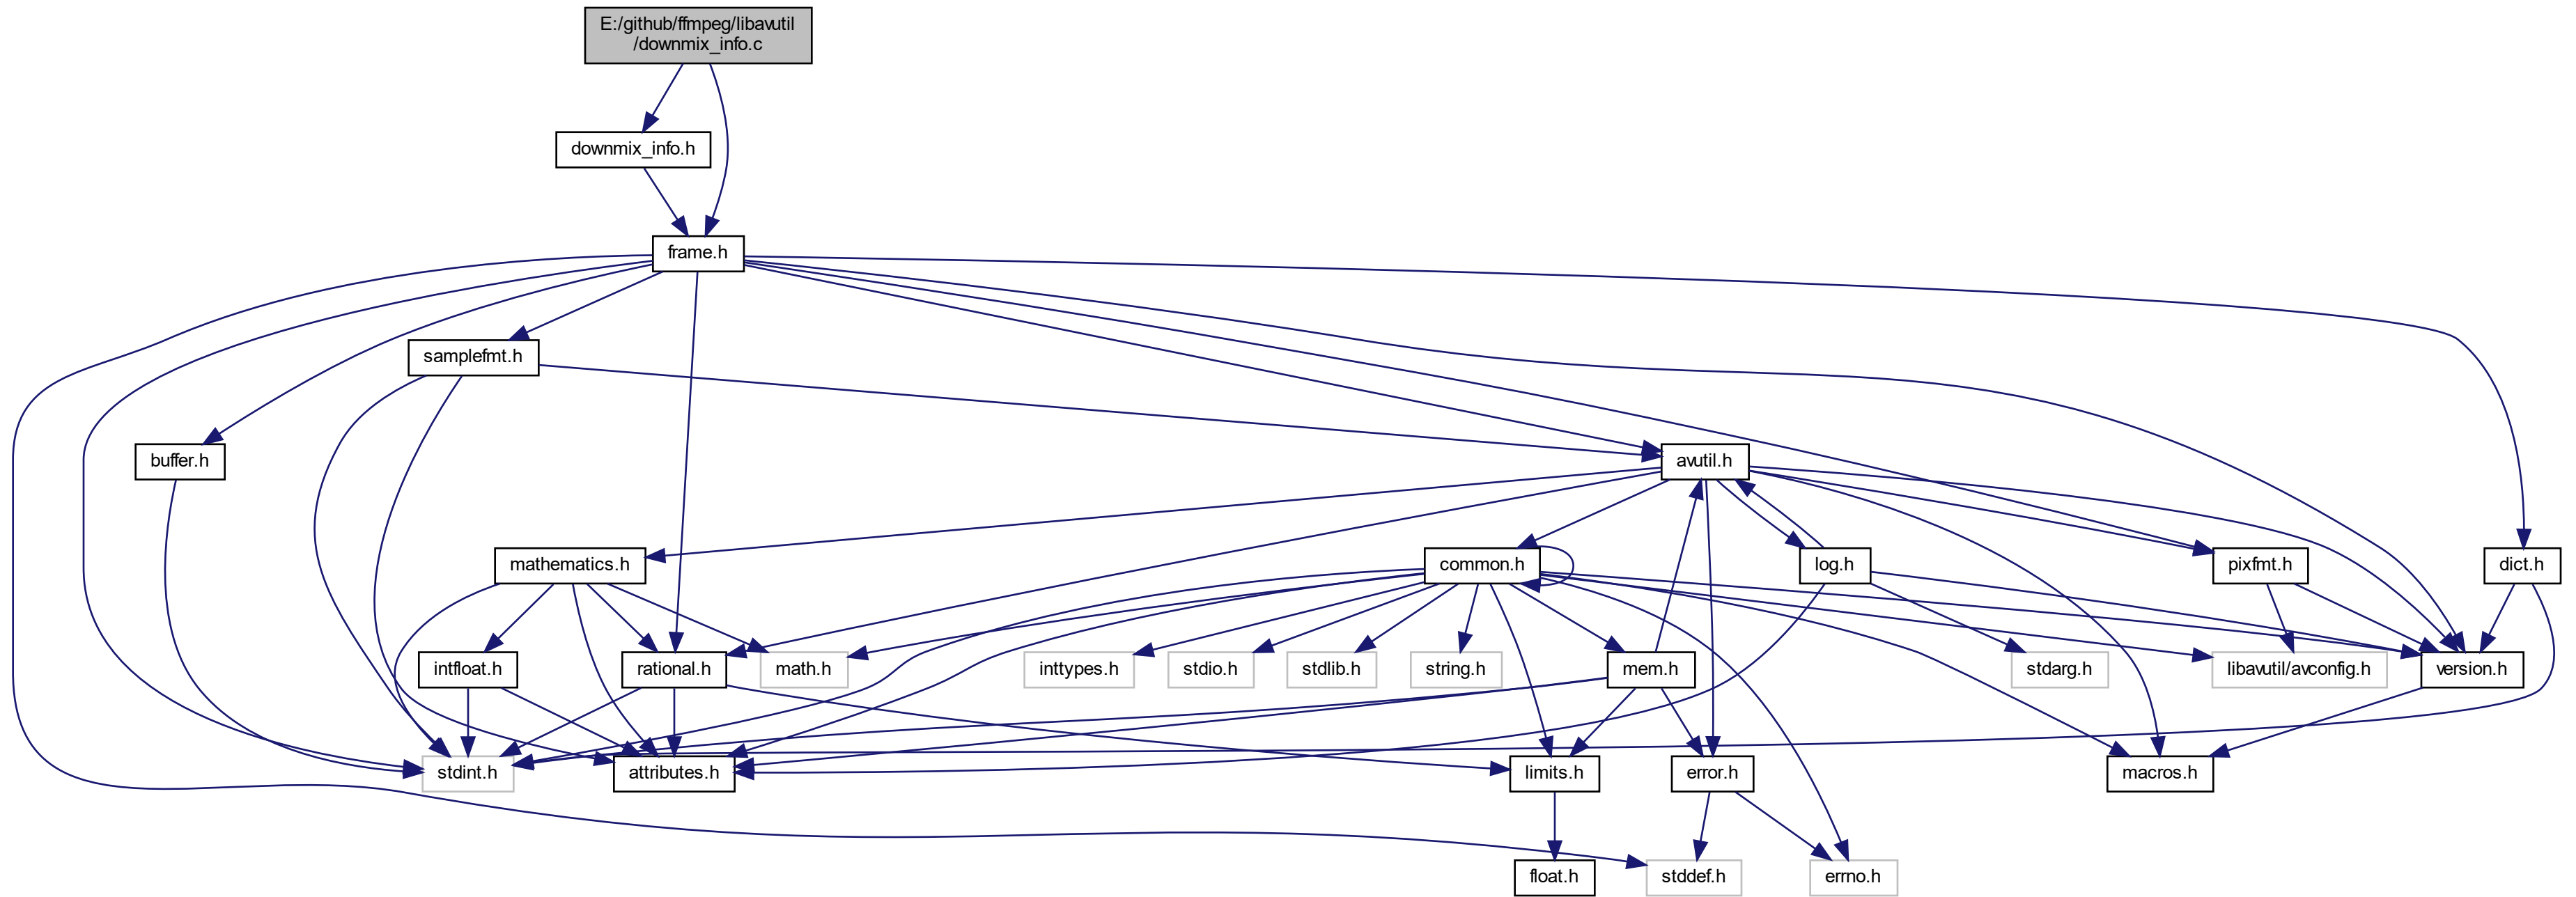 E:/github/ffmpeg/libavutil
/downmix_info.c
downmix_info.h
frame.h
samplefmt.h
buffer.h
avutil.h
mathematics.h
common.h
log.h
pixfmt.h
dict.h
intfloat.h
rational.h
math.h
inttypes.h
stdio.h
stdlib.h
string.h
mem.h
stdarg.h
libavutil/avconfig.h
version.h
stdint.h
attributes.h
limits.h
error.h
macros.h
float.h
stddef.h
errno.h